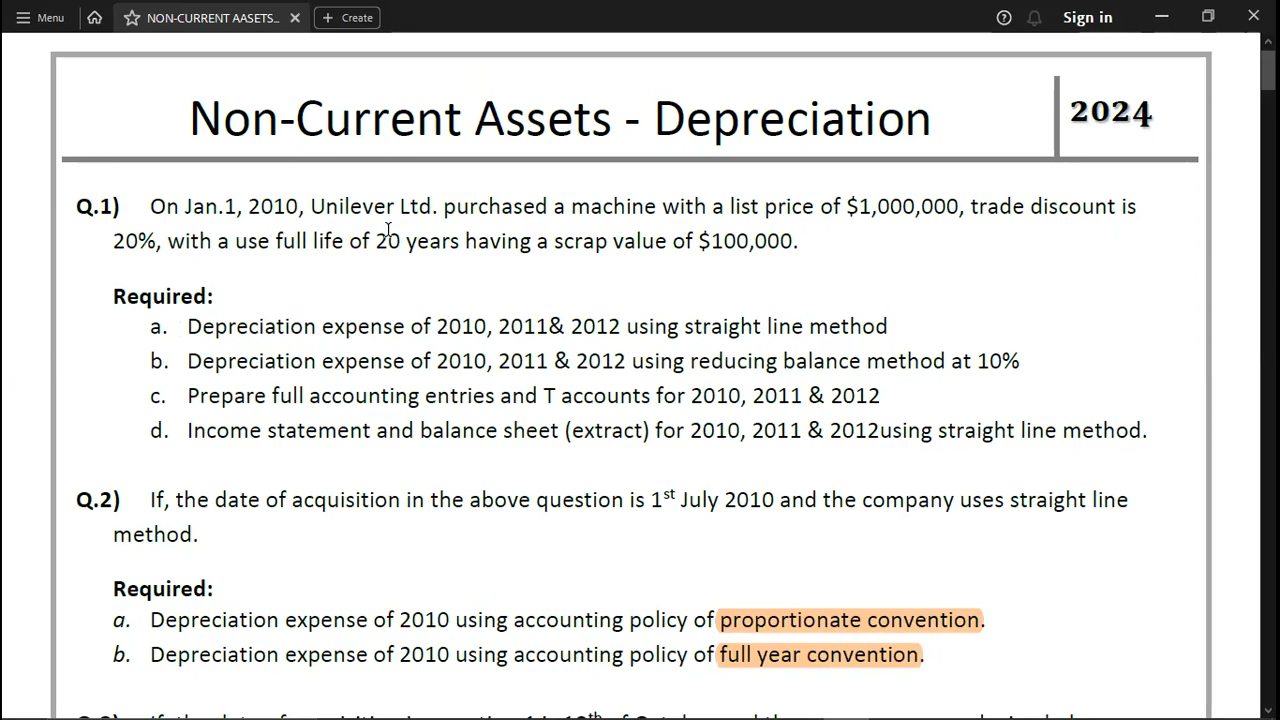 Menu
NON-CURRENT AASETS...
Create
Sign in
Non-Current Assets - Depreciation
2024
Q.1) On Jan.1, 2010, Unilever Ltd. purchased a machine with a list price of $1,000,000, trade discount is
20%, with a use full life of 20 years having a scrap value of $100,000.
Required:
a. Depreciation expense of 2010, 2011& 2012 using straight line method
b. Depreciation expense of 2010, 2011 & 2012 using reducing balance method at 10%
c. Prepare full accounting entries and T accounts for 2010, 2011 & 2012
d. Income statement and balance sheet (extract) for 2010, 2011 & 2012using straight line method.
Q.2) If, the date of acquisition in the above question is 1st July 2010 and the company uses straight line
method.
Required:
a. Depreciation expense of 2010 using accounting policy of proportionate convention.
b. Depreciation expense of 2010 using accounting policy of full year convention.